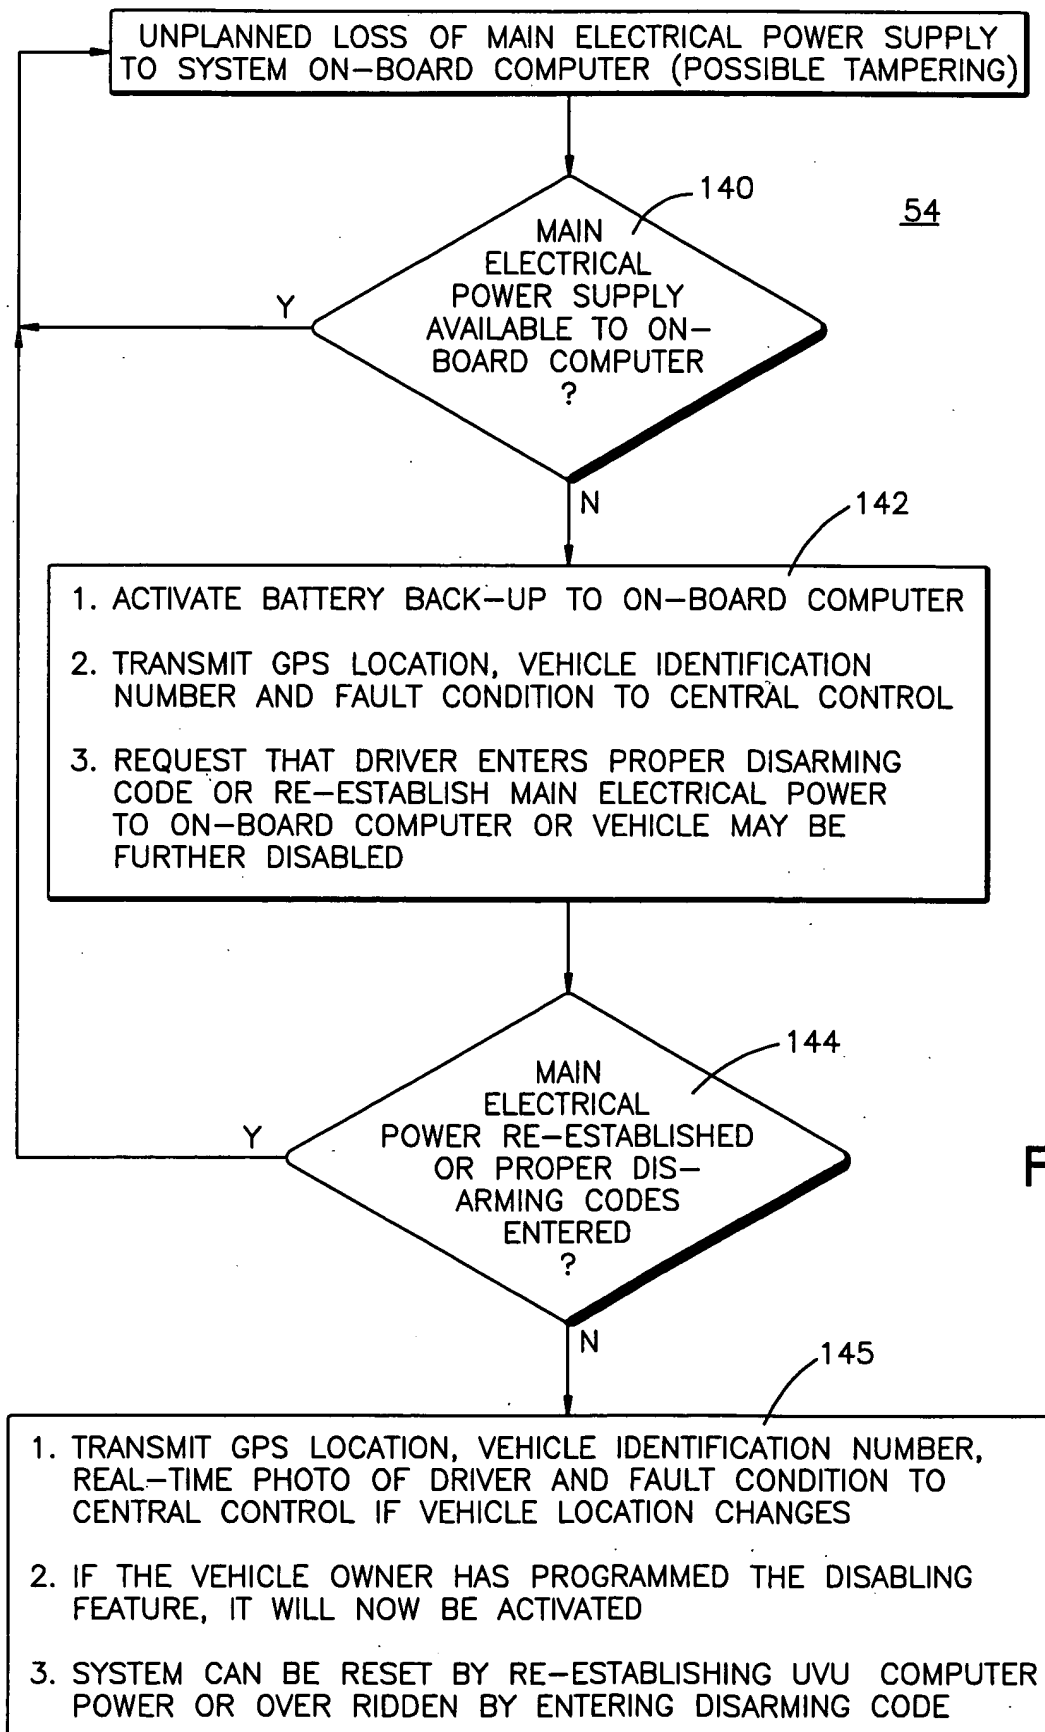 UNPLANNED LOSS OF MAIN ELECTRICAL POWER SUPPLY
TO SYSTEM ON-BOARD COMPUTER (POSSIBLE TAMPERING)
140
54
MAIN
ELECTRICAL
POWER SUPPLY
AVAILABLE TO ON-
BOARD COMPUTER
?
Y
N
142
1. ACTIVATE BATTERY BACK-UP TO ON-BOARD COMPUTER
2. TRANSMIT GPS LOCATION, VEHICLE IDENTIFICATION
NUMBER AND FAULT CONDITION TO CENTRAL CONTROL
3. REQUEST THAT DRIVER ENTERS PROPER DISARMING
CODE OR RE-ESTABLISH MAIN ELECTRICAL POWER
TO ON-BOARD COMPUTER OR VEHICLE MAY BE
FURTHER DISABLED
144
MAIN
ELECTRICAL
POWER RE-ESTABLISHED
OR PROPER DIS-
ARMING CODES
ENTERED
?
Y
F
N
145
1. TRANSMIT GPS LOCATION, VEHICLE IDENTIFICATION NUMBER,
REAL-TIME PHOTO OF DRIVER AND FAULT CONDITION TO
CENTRAL CONTROL IF VEHICLE LOCATION CHANGES
2. IF THE VEHICLE OWNER HAS PROGRAMMED THE DISABLING
FEATURE, IT WILL NOW BE ACTIVATED
3. SYSTEM CAN BE RESET BY RE-ESTABLISHING UVU COMPUTER
POWER OR OVER RIDDEN BY ENTERING DISARMING CODE